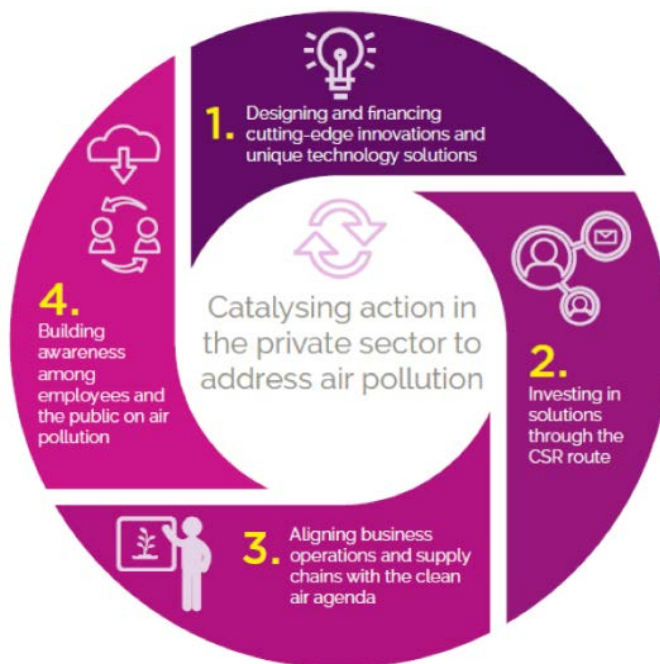 1. Designing and financing
cutting-edge innovations and
unique technology solutions
Catalysing action in
the private sector to
address air pollution
2.
Investing in
solutions
through the
CSR route
3. Aligning business
operations and supply
chains with the clean
air agenda
4.
Building
awareness
among
employees and
the public on air
pollution